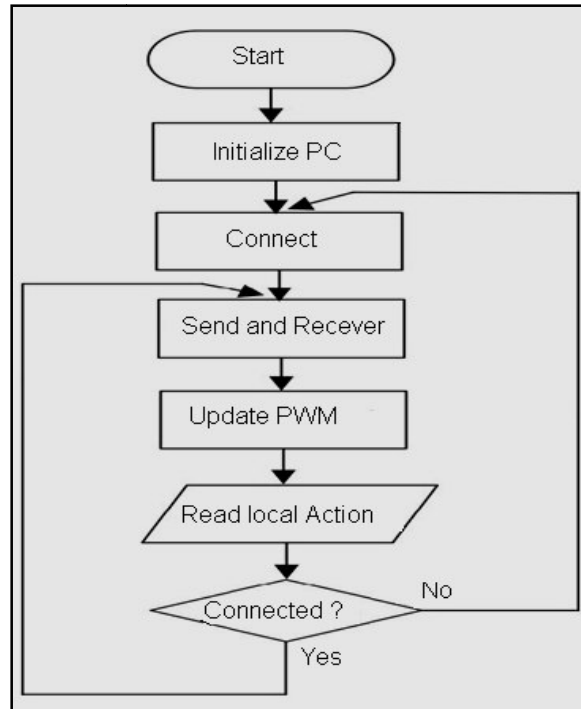 Start
Initialize PC
Connect
Send and Recever
Update PWM
Read local Action
Connected ?
No
Yes